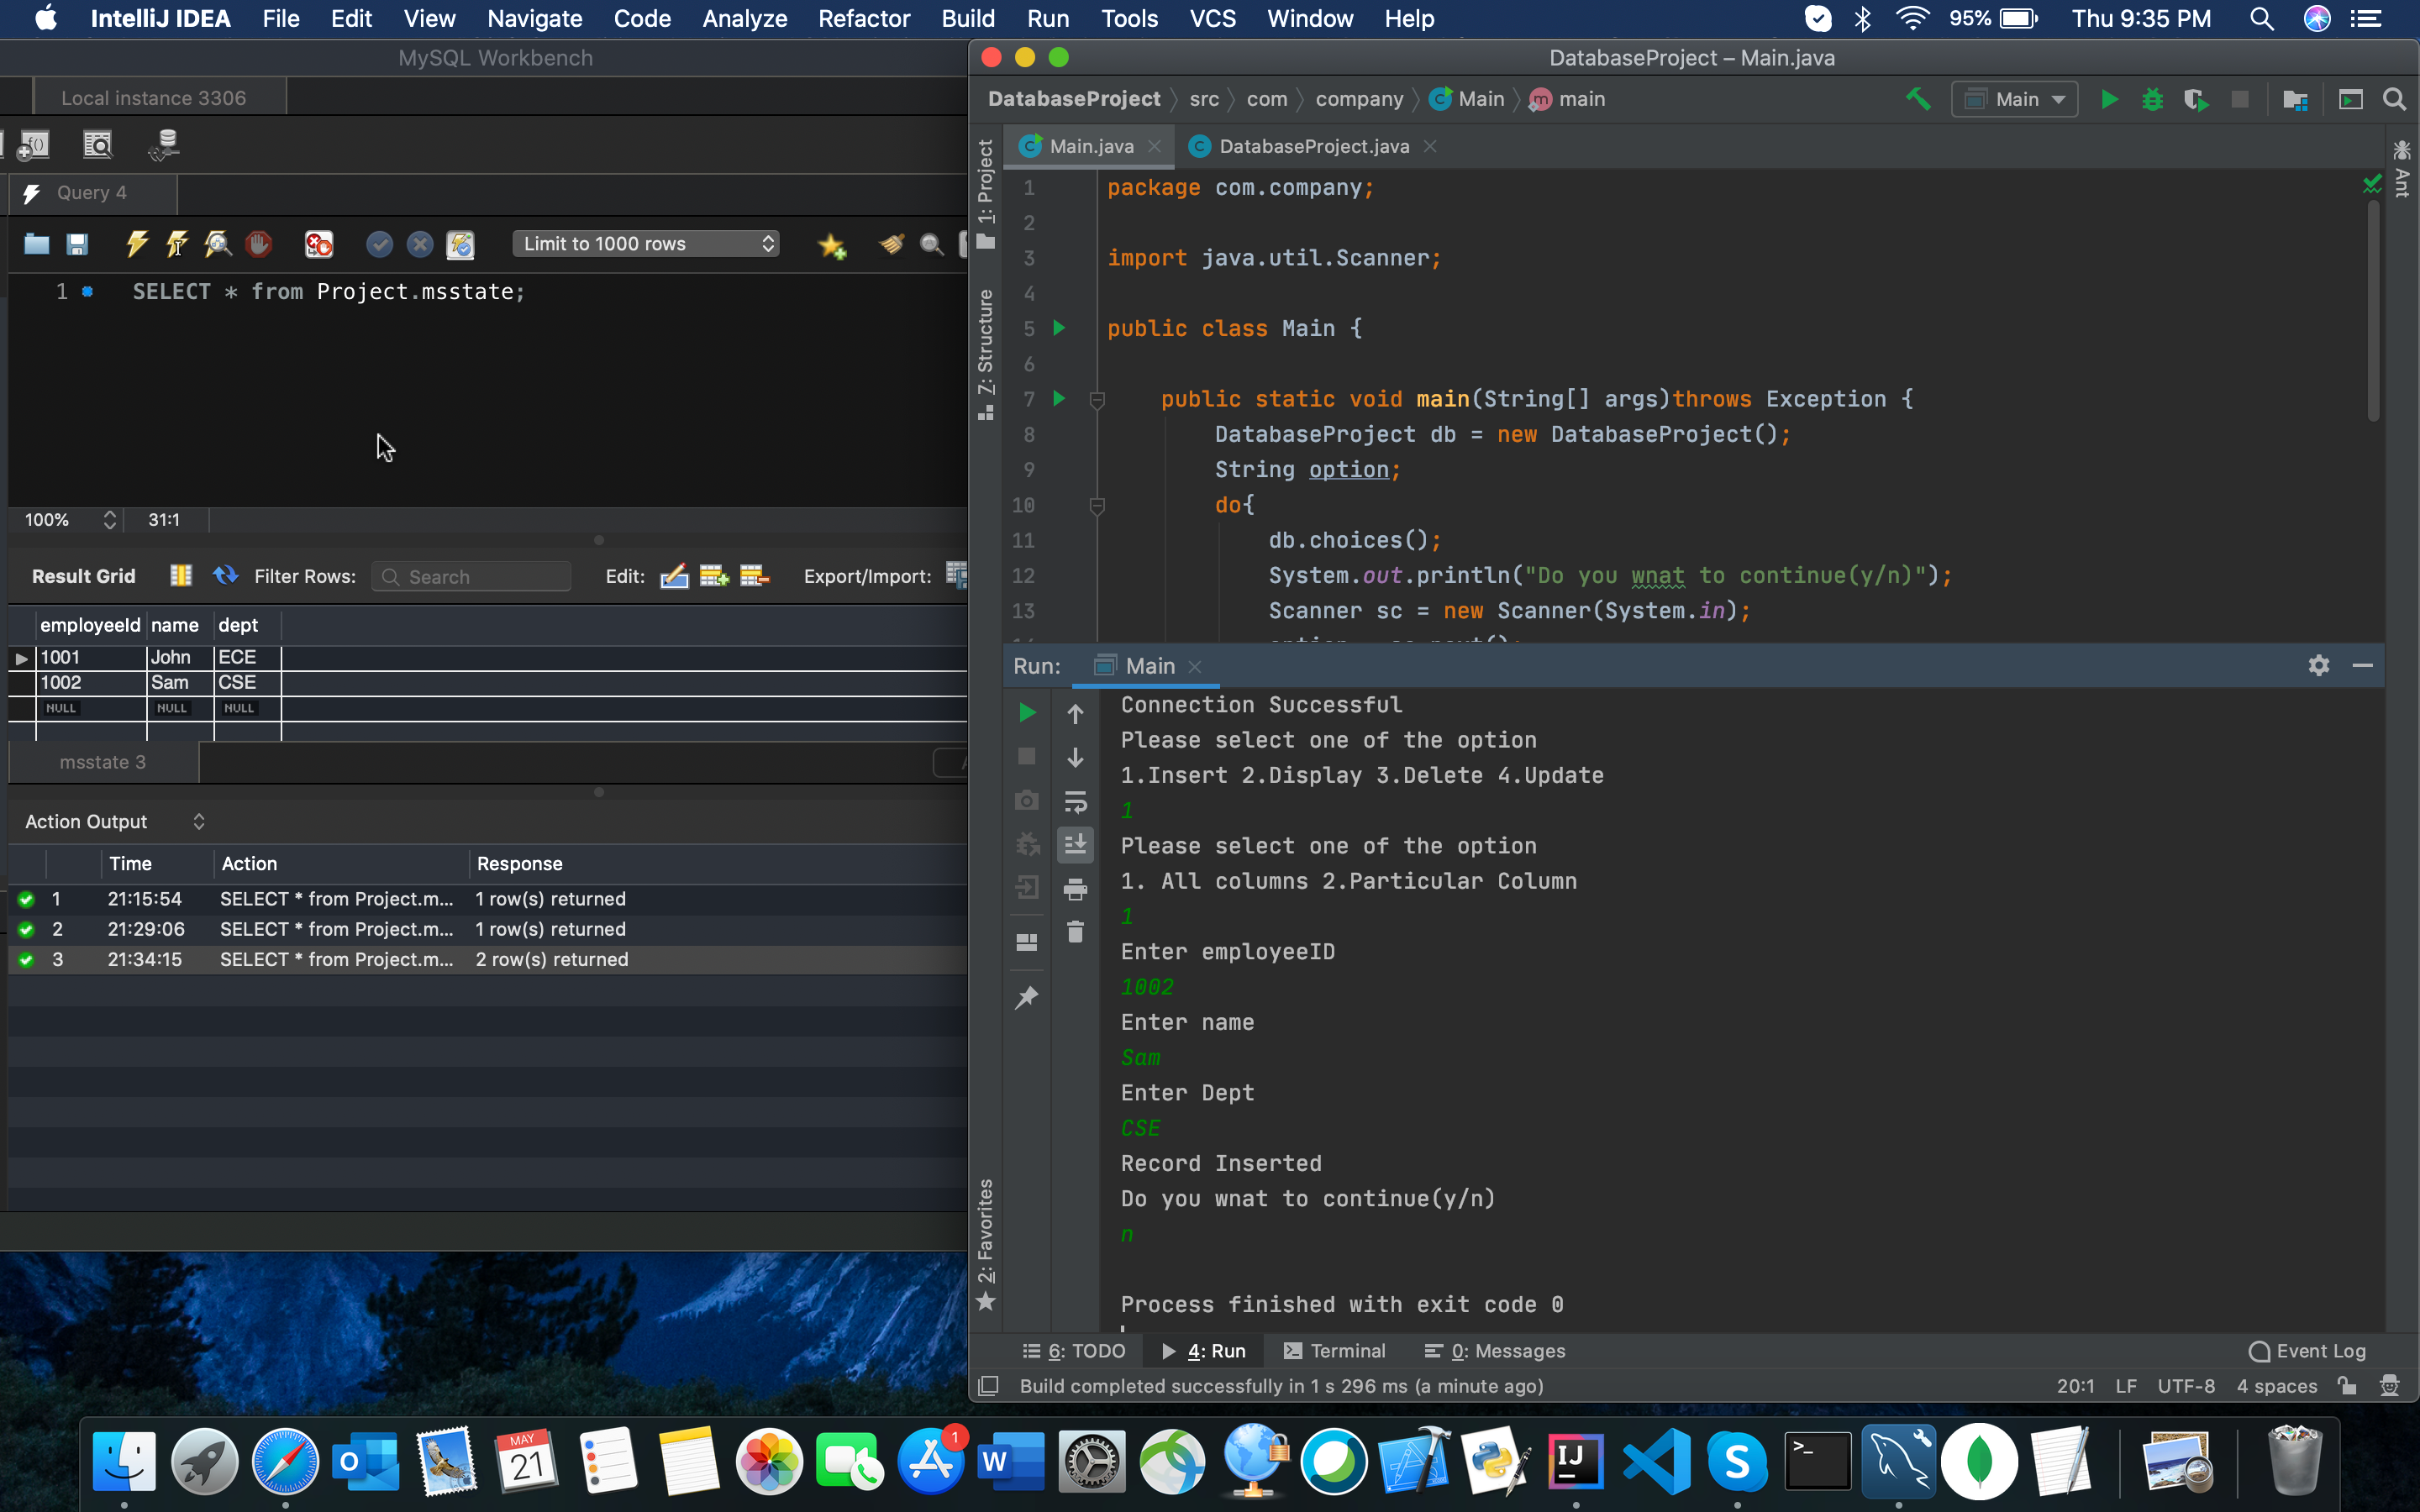 IntelliJ IDEA File Edit View Navigate Code Analyze Refactor Build Run Tools VCS Window Help 95% Thu 9:35 PM
MySQL Workbench
Local instance 3306
Query 4
Limit to 1000 rows
1 SELECT * from Project.msstate;
100% 31:1
Result Grid Filter Rows: Search Edit: Export/Import:
employeeId name dept
1001 John ECE
1002 Sam CSE
NULL NULL NULL
msstate 3
Action Output
Time Action Response
1 21:15:54 SELECT * from Project.m... 1 row(s) returned
2 21:29:06 SELECT * from Project.m... 1 row(s) returned
3 21:34:15 SELECT * from Project.m... 2 row(s) returned
DatabaseProject – Main.java
DatabaseProject src com company Main main Main
Main.java DatabaseProject.java
1: Project
Z: Structure
2: Favorites
Ant
1 package com.company;
2
3 import java.util.Scanner;
4
5 public class Main {
6
7 public static void main(String[] args)throws Exception {
8 DatabaseProject db = new DatabaseProject();
9 String option;
10 do{
11 db.choices();
12 System.out.println("Do you wnat to continue(y/n)");
13 Scanner sc = new Scanner(System.in);
Run: Main
Connection Successful
Please select one of the option
1.Insert 2.Display 3.Delete 4.Update
1
Please select one of the option
1. All columns 2.Particular Column
1
Enter employeeID
1002
Enter name
Sam
Enter Dept
CSE
Record Inserted
Do you wnat to continue(y/n)
n
Process finished with exit code 0
6: TODO 4: Run Terminal 0: Messages Event Log
Build completed successfully in 1 s 296 ms (a minute ago) 20:1 LF UTF-8 4 spaces
MAY
21
1
W
IJ
S
O
>_